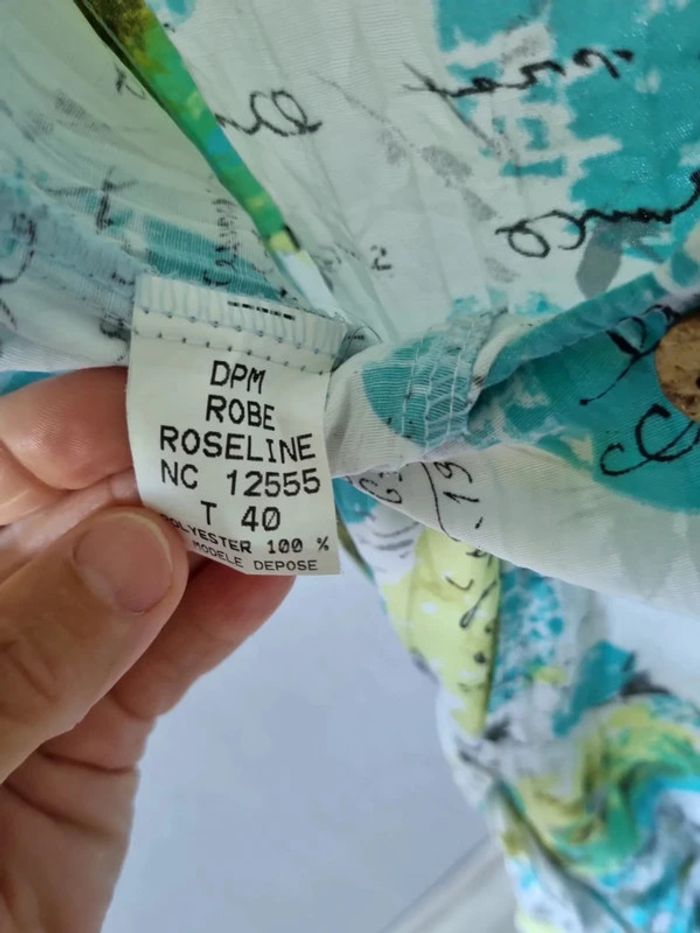 DPM
ROBE
ROSELINE
NC 12555
T 40
POLYESTER 100 %
MODELE DEPOSE